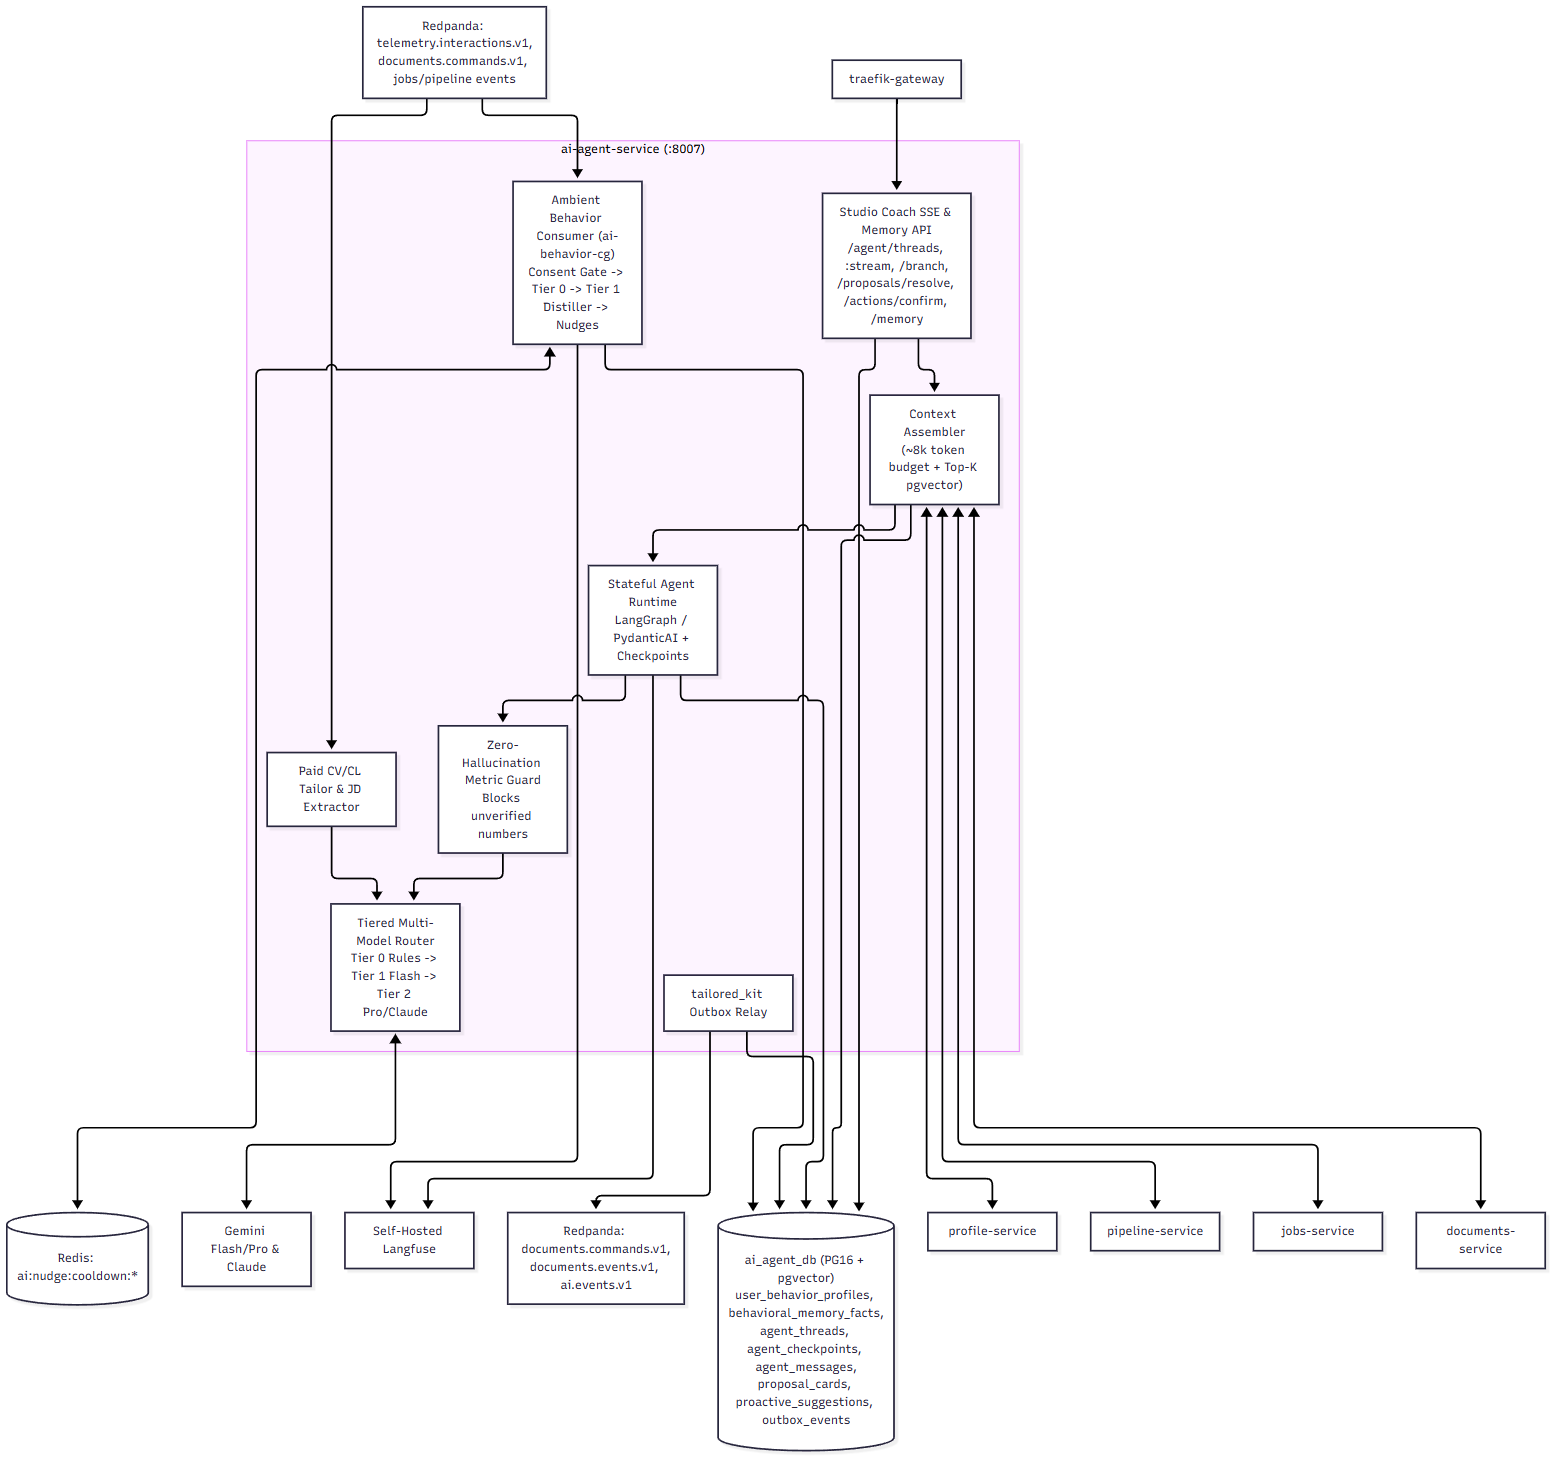 Redpanda:
telemetry.interactions.v1,
documents.commands.v1,
jobs/pipeline events
traefik-gateway
ai-agent-service (:8007)
Ambient
Behavior
Consumer (ai-
behavior-cg)
Consent Gate ->
Tier 0 -> Tier 1
Distiller ->
Nudges
Studio Coach SSE &
Memory API
/agent/threads,
:stream, /branch,
/proposals/resolve,
/actions/confirm,
/memory
Context
Assembler
(~8k token
budget + Top-K
pgvector)
Stateful Agent
Runtime
LangGraph /
PydanticAI +
Checkpoints
Zero-
Hallucination
Metric Guard
Blocks
unverified
numbers
Paid CV/CL
Tailor & JD
Extractor
Tiered Multi-
Model Router
Tier 0 Rules ->
Tier 1 Flash ->
Tier 2
Pro/Claude
tailored_kit
Outbox Relay
Redis:
ai:nudge:cooldown:*
Gemini
Flash/Pro &
Claude
Self-Hosted
Langfuse
Redpanda:
documents.commands.v1,
documents.events.v1,
ai.events.v1
ai_agent_db (PG16 +
pgvector)
user_behavior_profiles,
behavioral_memory_facts,
agent_threads,
agent_checkpoints,
agent_messages,
proposal_cards,
proactive_suggestions,
outbox_events
profile-service
pipeline-service
jobs-service
documents-
service